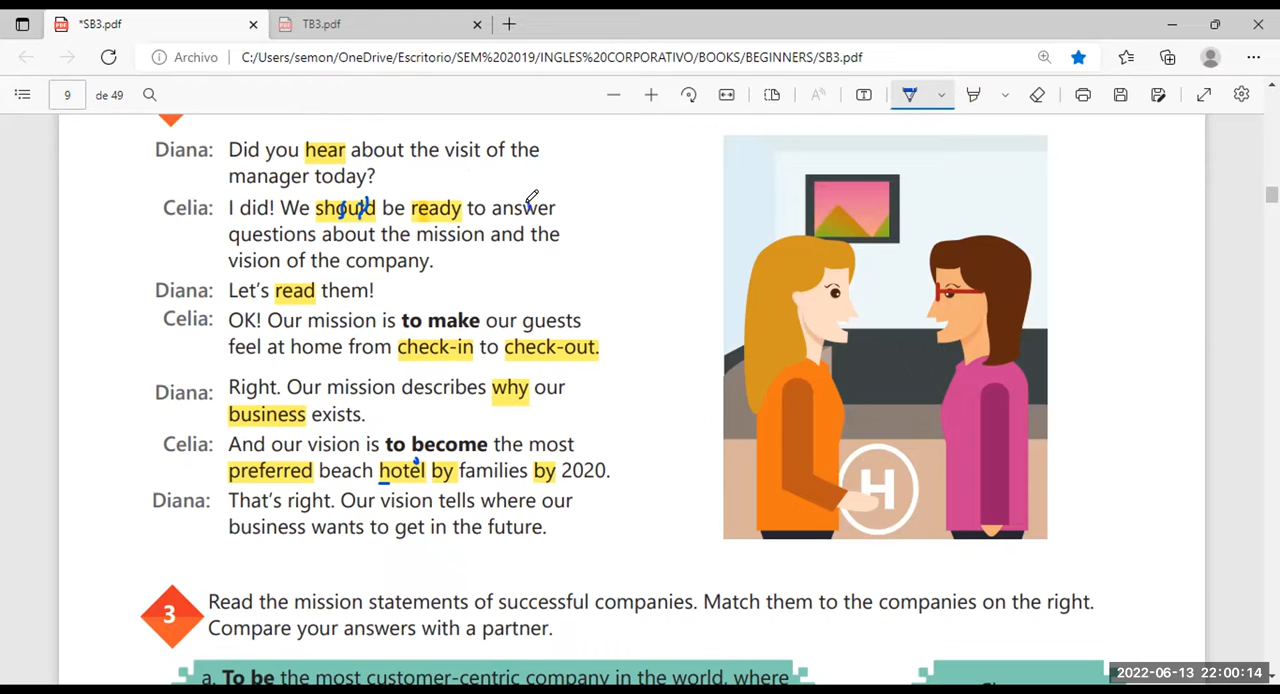 *SB3.pdf
TB3.pdf
Archivo C:/Users/semon/OneDrive/Escritorio/SEM%202019/INGLES%20CORPORATIVO/BOOKS/BEGINNERS/SB3.pdf
9 de 49
Diana: Did you hear about the visit of the
manager today?
Celia: I did! We should be ready to answer
questions about the mission and the
vision of the company.
Diana: Let's read them!
Celia: OK! Our mission is to make our guests
feel at home from check-in to check-out.
Diana: Right. Our mission describes why our
business exists.
Celia: And our vision is to become the most
preferred beach hotel by families by 2020.
Diana: That's right. Our vision tells where our
business wants to get in the future.
H
3 Read the mission statements of successful companies. Match them to the companies on the right.
Compare your answers with a partner.
a. To be the most customer-centric company in the world, where
2022-06-13 22:00:14